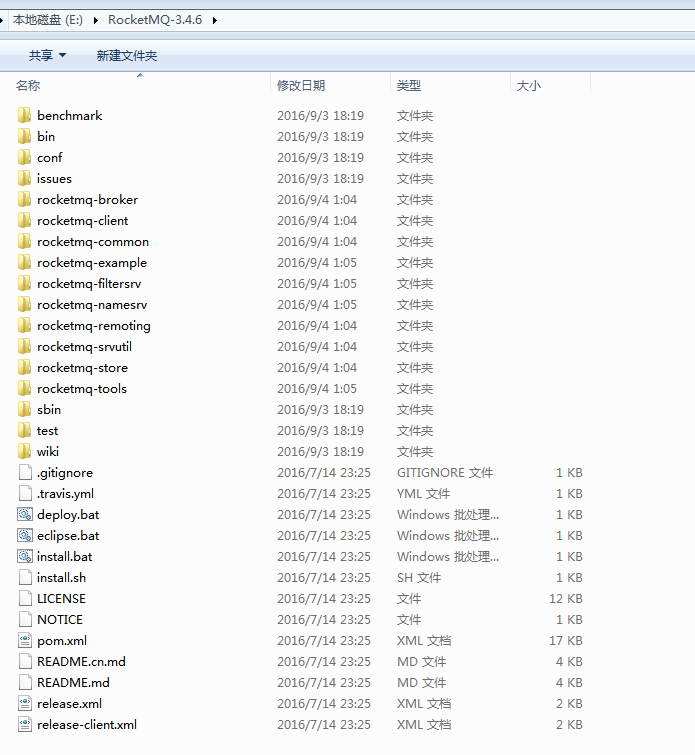 本地磁盘 (E:) RocketMQ-3.4.6
共享 新建文件夹
名称 修改日期 类型 大小
benchmark 2016/9/3 18:19 文件夹
bin 2016/9/3 18:19 文件夹
conf 2016/9/3 18:19 文件夹
issues 2016/9/3 18:19 文件夹
rocketmq-broker 2016/9/4 1:04 文件夹
rocketmq-client 2016/9/4 1:04 文件夹
rocketmq-common 2016/9/4 1:04 文件夹
rocketmq-example 2016/9/4 1:05 文件夹
rocketmq-filtersrv 2016/9/4 1:05 文件夹
rocketmq-namesrv 2016/9/4 1:05 文件夹
rocketmq-remoting 2016/9/4 1:04 文件夹
rocketmq-srvutil 2016/9/4 1:04 文件夹
rocketmq-store 2016/9/4 1:04 文件夹
rocketmq-tools 2016/9/4 1:05 文件夹
sbin 2016/9/3 18:19 文件夹
test 2016/9/3 18:19 文件夹
wiki 2016/9/3 18:19 文件夹
.gitignore 2016/7/14 23:25 GITIGNORE 文件 1 KB
.travis.yml 2016/7/14 23:25 YML 文件 1 KB
deploy.bat 2016/7/14 23:25 Windows 批处理... 1 KB
eclipse.bat 2016/7/14 23:25 Windows 批处理... 1 KB
install.bat 2016/7/14 23:25 Windows 批处理... 1 KB
install.sh 2016/7/14 23:25 SH 文件 1 KB
LICENSE 2016/7/14 23:25 文件 12 KB
NOTICE 2016/7/14 23:25 文件 1 KB
pom.xml 2016/7/14 23:25 XML 文档 17 KB
README.cn.md 2016/7/14 23:25 MD 文件 4 KB
README.md 2016/7/14 23:25 MD 文件 4 KB
release.xml 2016/7/14 23:25 XML 文档 2 KB
release-client.xml 2016/7/14 23:25 XML 文档 2 KB